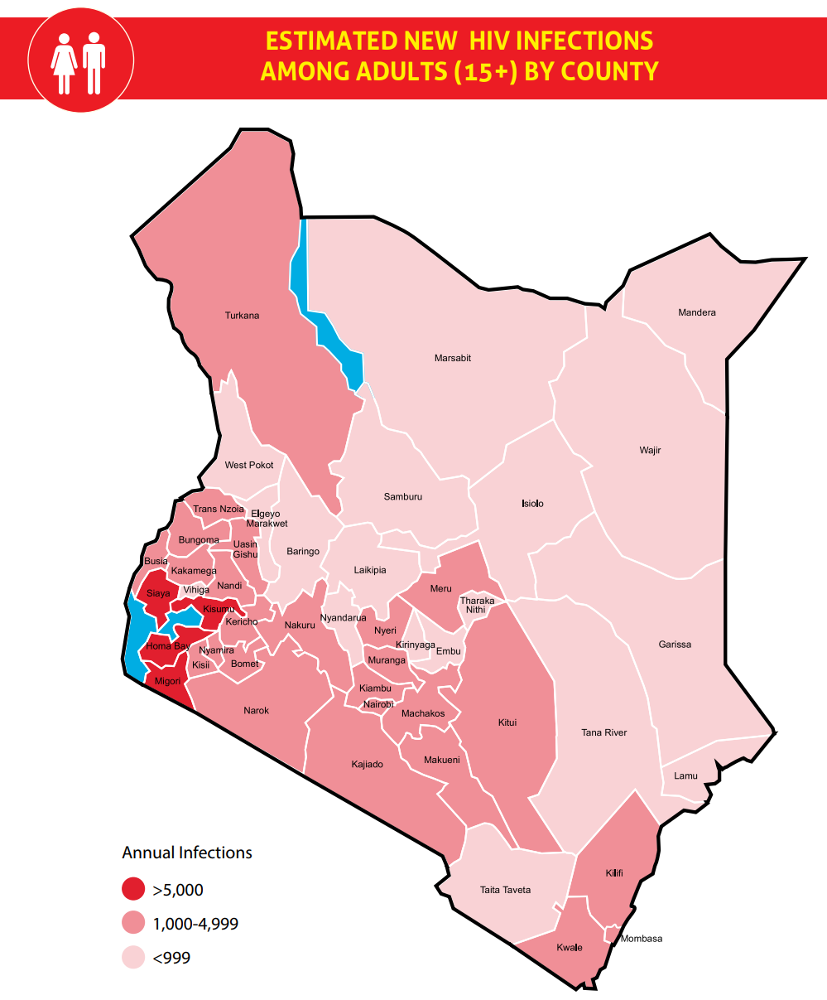 ESTIMATED NEW HIV INFECTIONS
AMONG ADULTS (15+) BY COUNTY
Turkana
Mandera
Marsabit
Wajir
West Pokot
Samburu
Isiolo
Trans Nzoia
Elgeyo
Marakwet
Bungoma
Uasin
Gishu
Baringo
Busia
Kakamega
Laikipia
Siaya
Vihiga
Nandi
Meru
Tharaka
Nithi
Kisumu
Kericho
Nakuru
Nyandarua
Nyeri
Kirinyaga
Embu
Garissa
Homa Bay
Nyamira
Kisii
Bomet
Muranga
Migori
Kiambu
Nairobi
Narok
Machakos
Kitui
Tana River
Kajiado
Makueni
Lamu
Kilifi
Taita Taveta
Kwale
Mombasa
Annual Infections
>5,000
1,000-4,999
<999